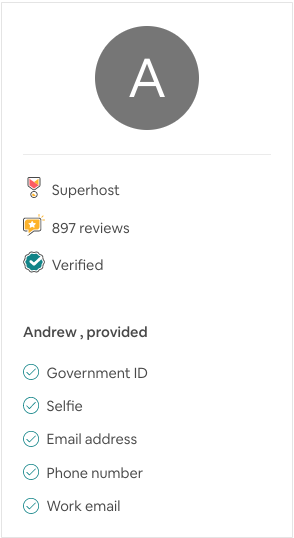 A
Superhost
897 reviews
Verified
Andrew , provided
Government ID
Selfie
Email address
Phone number
Work email